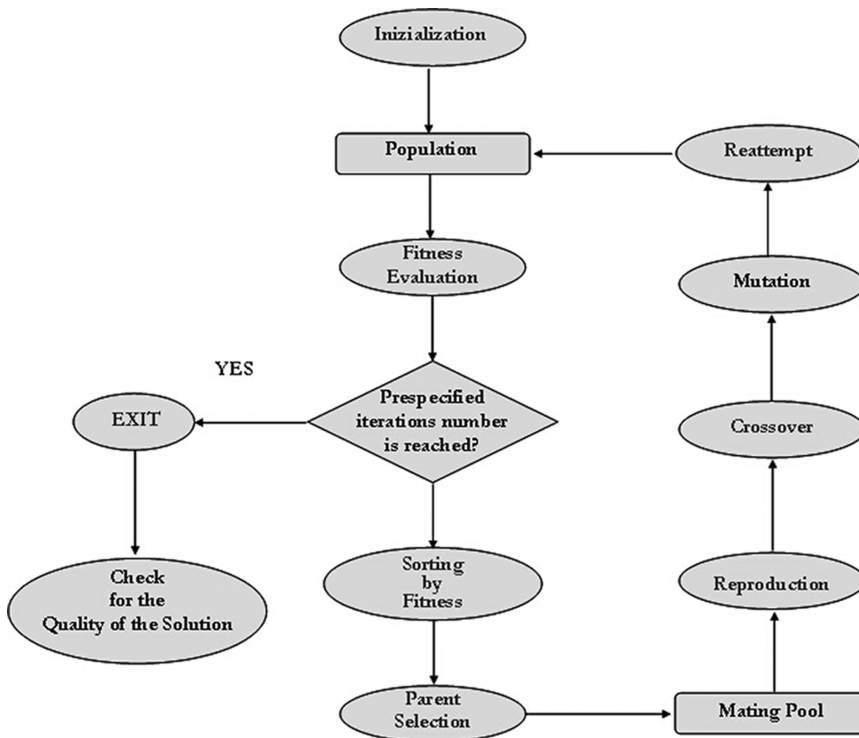 Inizialization
Population
Reattempt
Fitness
Evaluation
Mutation
YES
Prespecified
iterations number
is reached?
EXIT
Crossover
Sorting
by
Fitness
Check
for the
Quality of the Solution
Reproduction
Parent
Selection
Mating Pool